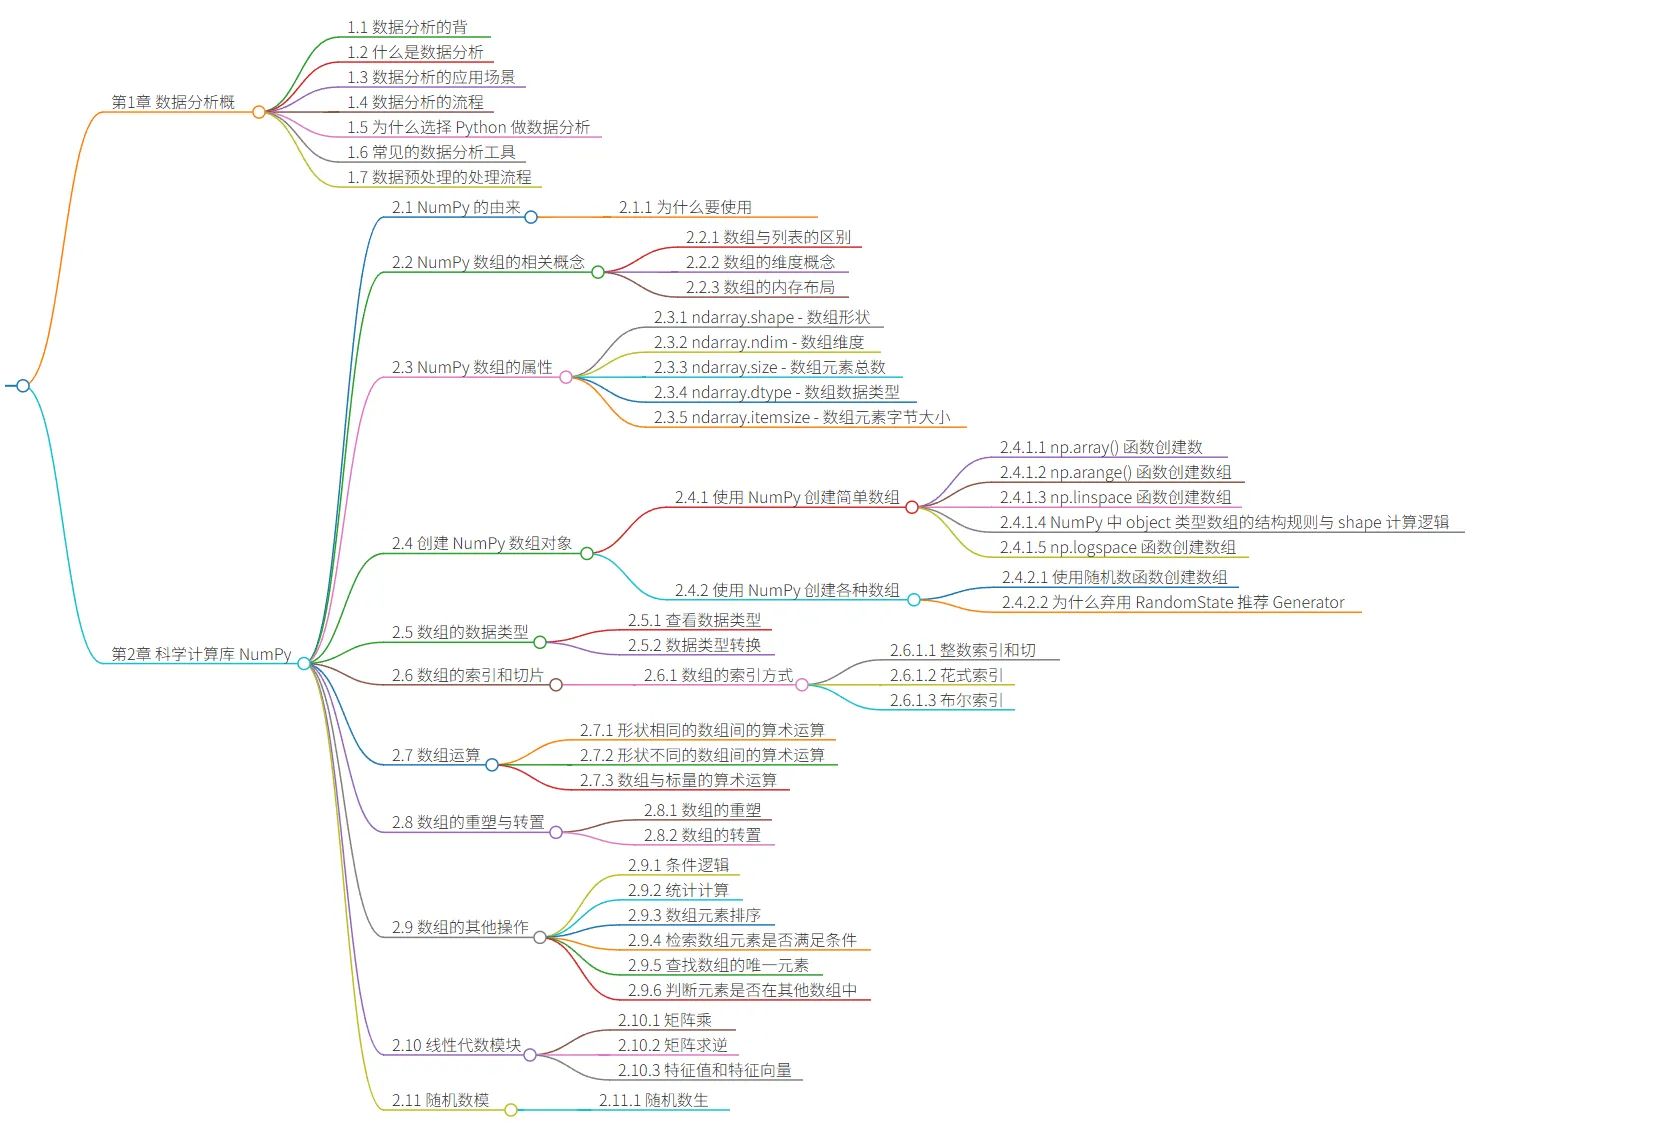 第1章 数据分析概
1.1 数据分析的背
1.2 什么是数据分析
1.3 数据分析的应用场景
1.4 数据分析的流程
1.5 为什么选择 Python 做数据分析
1.6 常见的数据分析工具
1.7 数据预处理的处理流程
第2章 科学计算库 NumPy
2.1 NumPy 的由来
2.1.1 为什么要使用
2.2 NumPy 数组的相关概念
2.2.1 数组与列表的区别
2.2.2 数组的维度概念
2.2.3 数组的内存布局
2.3 NumPy 数组的属性
2.3.1 ndarray.shape - 数组形状
2.3.2 ndarray.ndim - 数组维度
2.3.3 ndarray.size - 数组元素总数
2.3.4 ndarray.dtype - 数组数据类型
2.3.5 ndarray.itemsize - 数组元素字节大小
2.4 创建 NumPy 数组对象
2.4.1 使用 NumPy 创建简单数组
2.4.1.1 np.array() 函数创建数
2.4.1.2 np.arange() 函数创建数组
2.4.1.3 np.linspace 函数创建数组
2.4.1.4 NumPy 中 object 类型数组的结构规则与 shape 计算逻辑
2.4.1.5 np.logspace 函数创建数组
2.4.2 使用 NumPy 创建各种数组
2.4.2.1 使用随机数函数创建数组
2.4.2.2 为什么弃用 RandomState 推荐 Generator
2.5 数组的数据类型
2.5.1 查看数据类型
2.5.2 数据类型转换
2.6 数组的索引和切片
2.6.1 数组的索引方式
2.6.1.1 整数索引和切
2.6.1.2 花式索引
2.6.1.3 布尔索引
2.7 数组运算
2.7.1 形状相同的数组间的算术运算
2.7.2 形状不同的数组间的算术运算
2.7.3 数组与标量的算术运算
2.8 数组的重塑与转置
2.8.1 数组的重塑
2.8.2 数组的转置
2.9 数组的其他操作
2.9.1 条件逻辑
2.9.2 统计计算
2.9.3 数组元素排序
2.9.4 检索数组元素是否满足条件
2.9.5 查找数组的唯一元素
2.9.6 判断元素是否在其他数组中
2.10 线性代数模块
2.10.1 矩阵乘
2.10.2 矩阵求逆
2.10.3 特征值和特征向量
2.11 随机数模
2.11.1 随机数生